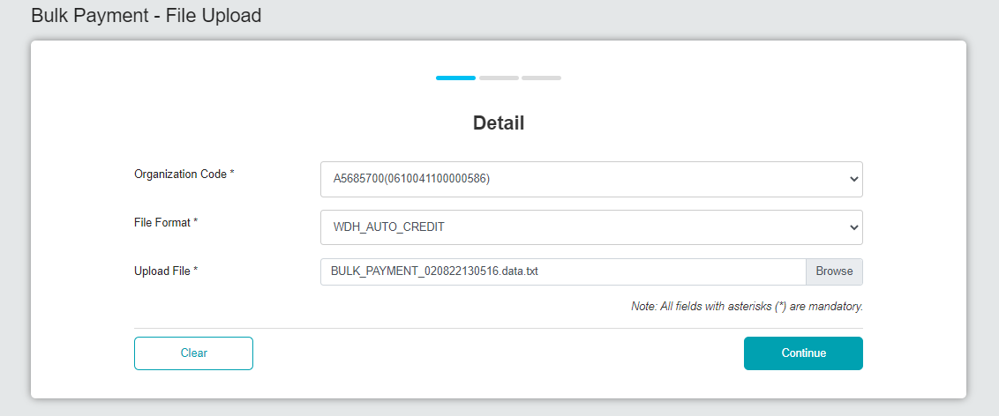 Bulk Payment - File Upload
Detail
Organization Code *
A5685700(0610041100000586)
File Format *
WDH_AUTO_CREDIT
Upload File *
BULK_PAYMENT_020822130516.data.txt
Browse
Note: All fields with asterisks (*) are mandatory.
Clear
Continue